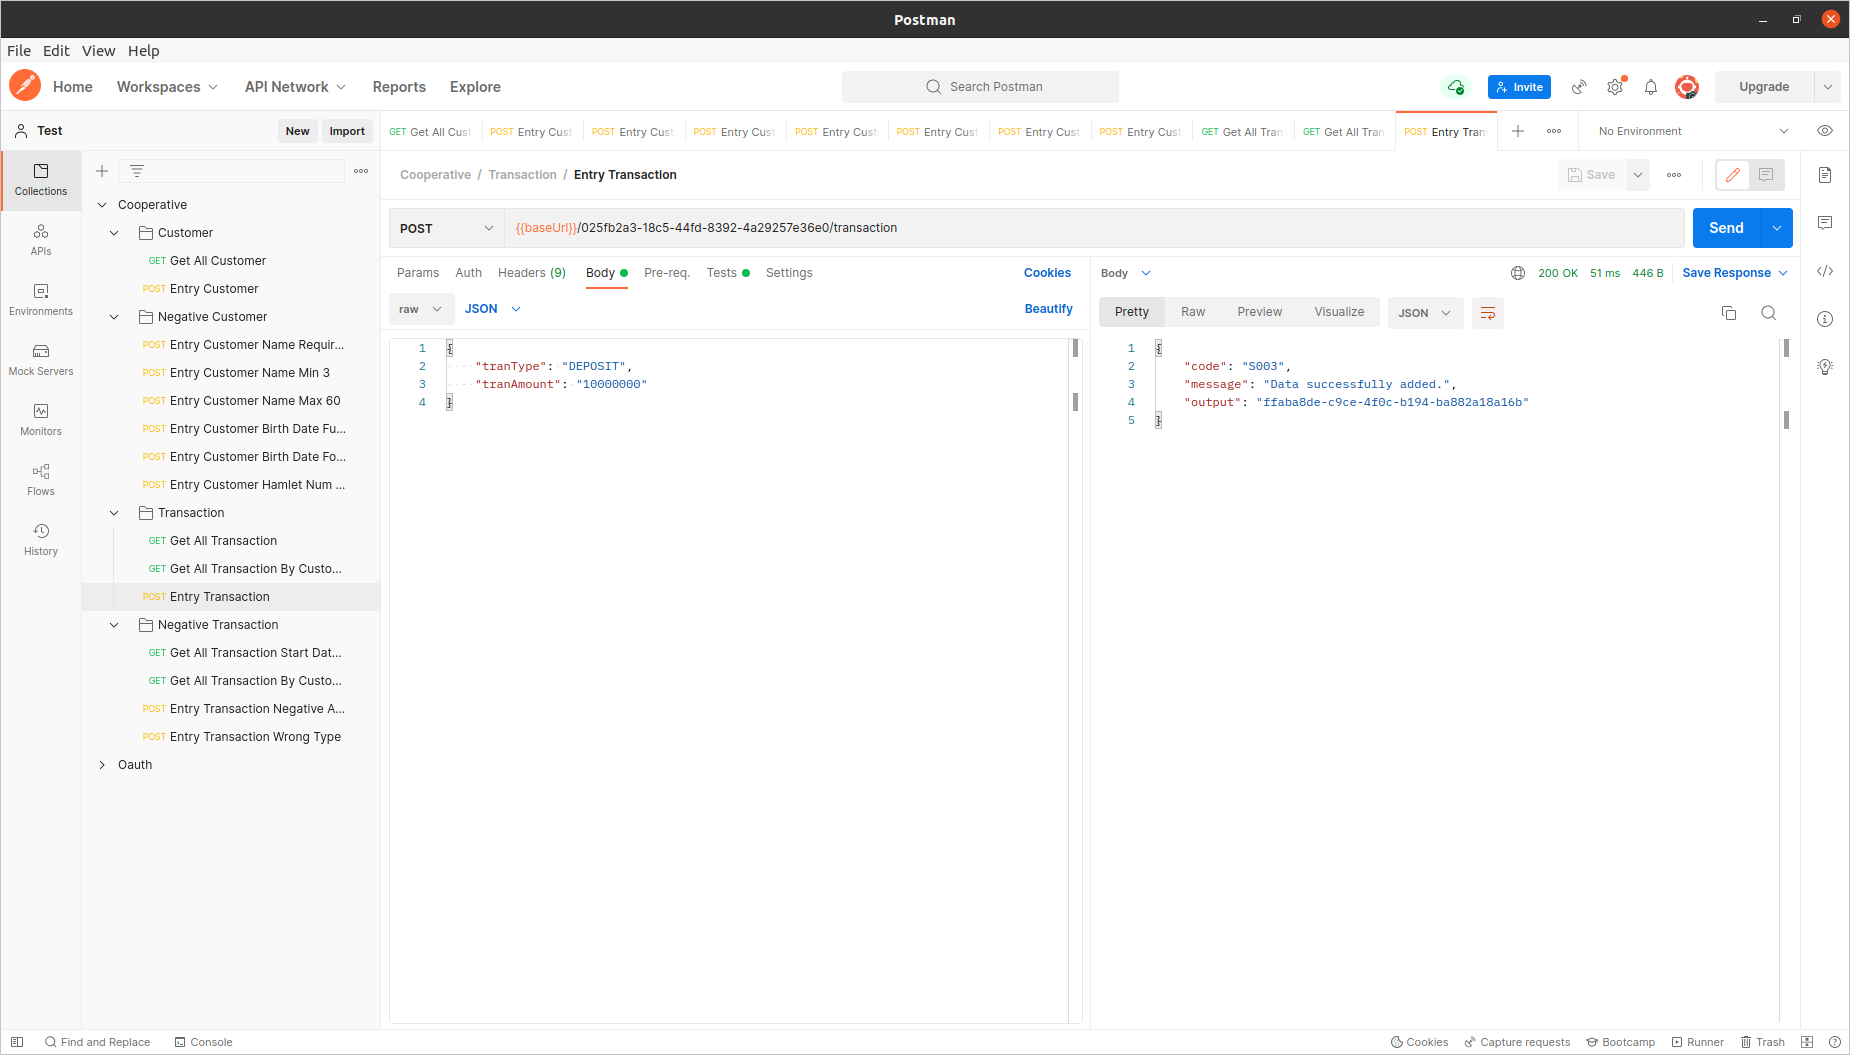 Postman
File Edit View Help
Home Workspaces API Network Reports Explore Search Postman Invite Upgrade
Test New Import
GET Get All Cust POST Entry Cust POST Entry Cust POST Entry Cust POST Entry Cust POST Entry Cust POST Entry Cust POST Entry Cust GET Get All Tran GET Get All Tran POST Entry Tran No Environment
Collections
APIs
Environments
Mock Servers
Monitors
Flows
History
Cooperative
Customer
GET Get All Customer
POST Entry Customer
Negative Customer
POST Entry Customer Name Requir...
POST Entry Customer Name Min 3
POST Entry Customer Name Max 60
POST Entry Customer Birth Date Fu...
POST Entry Customer Birth Date Fo...
POST Entry Customer Hamlet Num ...
Transaction
GET Get All Transaction
GET Get All Transaction By Custo...
POST Entry Transaction
Negative Transaction
GET Get All Transaction Start Dat...
GET Get All Transaction By Custo...
POST Entry Transaction Negative A...
POST Entry Transaction Wrong Type
Oauth
Cooperative / Transaction / Entry Transaction Save
POST {{baseUrl}}/025fb2a3-18c5-44fd-8392-4a29257e36e0/transaction Send
Params Auth Headers (9) Body Pre-req. Tests Settings Cookies
raw JSON Beautify
1 {
2 "tranType": "DEPOSIT",
3 "tranAmount": "10000000"
4 }
Body 200 OK 51 ms 446 B Save Response
Pretty Raw Preview Visualize JSON
1 {
2 "code": "S003",
3 "message": "Data successfully added.",
4 "output": "ffaba8de-c9ce-4f0c-b194-ba882a18a16b"
5 }
Find and Replace Console Cookies Capture requests Bootcamp Runner Trash